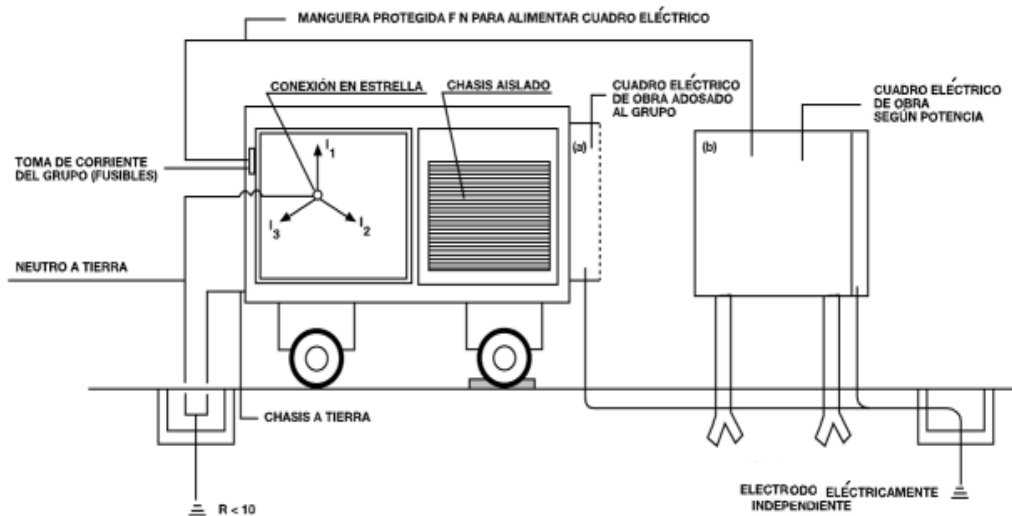 MANGUERA PROTEGIDA F N PARA ALIMENTAR CUADRO ELÉCTRICO
CONEXIÓN EN ESTRELLA
CHASIS AISLADO
CUADRO ELÉCTRICO
DE OBRA ADOSADO
AL GRUPO
CUADRO ELÉCTRICO
DE OBRA
SEGÚN POTENCIA
(a)
(b)
TOMA DE CORRIENTE
DEL GRUPO (FUSIBLES)
I1
I3
I2
NEUTRO A TIERRA
CHASIS A TIERRA
R < 10
ELECTRODO ELÉCTRICAMENTE
INDEPENDIENTE